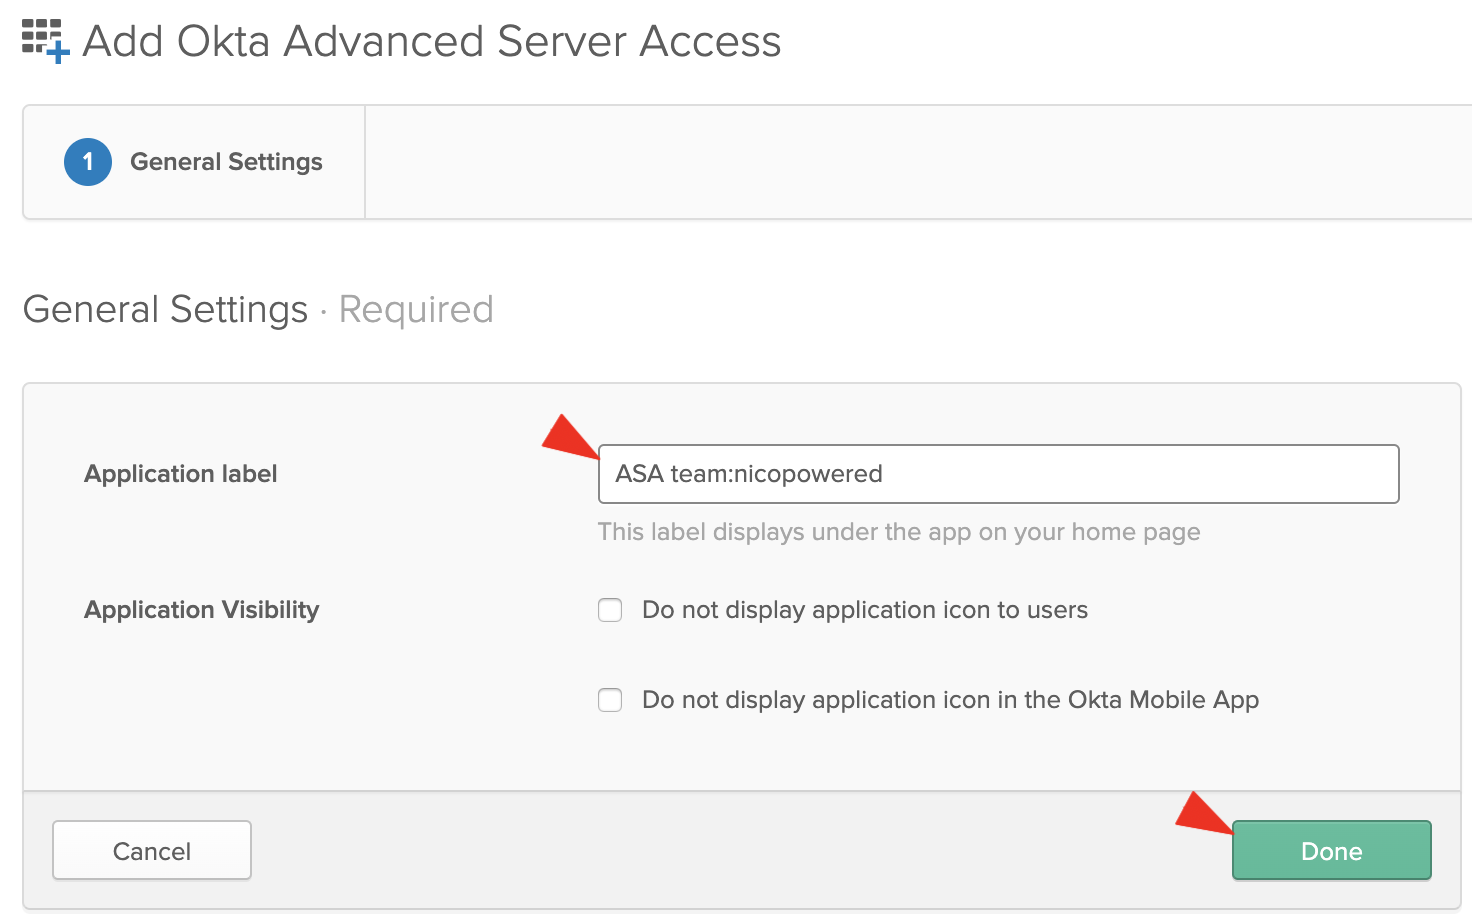 Add Okta Advanced Server Access
1 General Settings
General Settings · Required
Application label
ASA team:nicopowered
This label displays under the app on your home page
Application Visibility
Do not display application icon to users
Do not display application icon in the Okta Mobile App
Cancel
Done